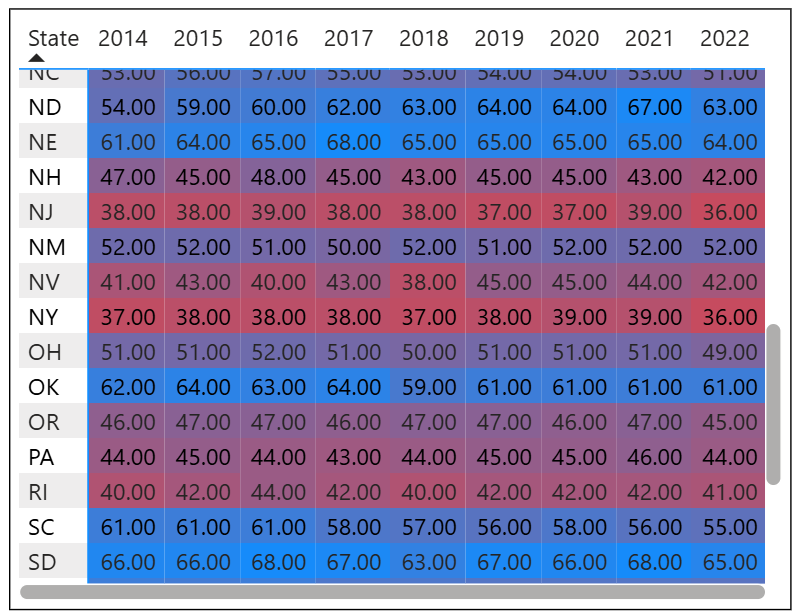 State 2014 2015 2016 2017 2018 2019 2020 2021 2022
NC 53.00 56.00 57.00 55.00 53.00 54.00 54.00 53.00 51.00
ND 54.00 59.00 60.00 62.00 63.00 64.00 64.00 67.00 63.00
NE 61.00 64.00 65.00 68.00 65.00 65.00 65.00 65.00 64.00
NH 47.00 45.00 48.00 45.00 43.00 45.00 45.00 43.00 42.00
NJ 38.00 38.00 39.00 38.00 38.00 37.00 37.00 39.00 36.00
NM 52.00 52.00 51.00 50.00 52.00 51.00 52.00 52.00 52.00
NV 41.00 43.00 40.00 43.00 38.00 45.00 45.00 44.00 42.00
NY 37.00 38.00 38.00 38.00 37.00 38.00 39.00 39.00 36.00
OH 51.00 51.00 52.00 51.00 50.00 51.00 51.00 51.00 49.00
OK 62.00 64.00 63.00 64.00 59.00 61.00 61.00 61.00 61.00
OR 46.00 47.00 47.00 46.00 47.00 47.00 46.00 47.00 45.00
PA 44.00 45.00 44.00 43.00 44.00 45.00 45.00 46.00 44.00
RI 40.00 42.00 44.00 42.00 40.00 42.00 42.00 42.00 41.00
SC 61.00 61.00 61.00 58.00 57.00 56.00 58.00 56.00 55.00
SD 66.00 66.00 68.00 67.00 63.00 67.00 66.00 68.00 65.00